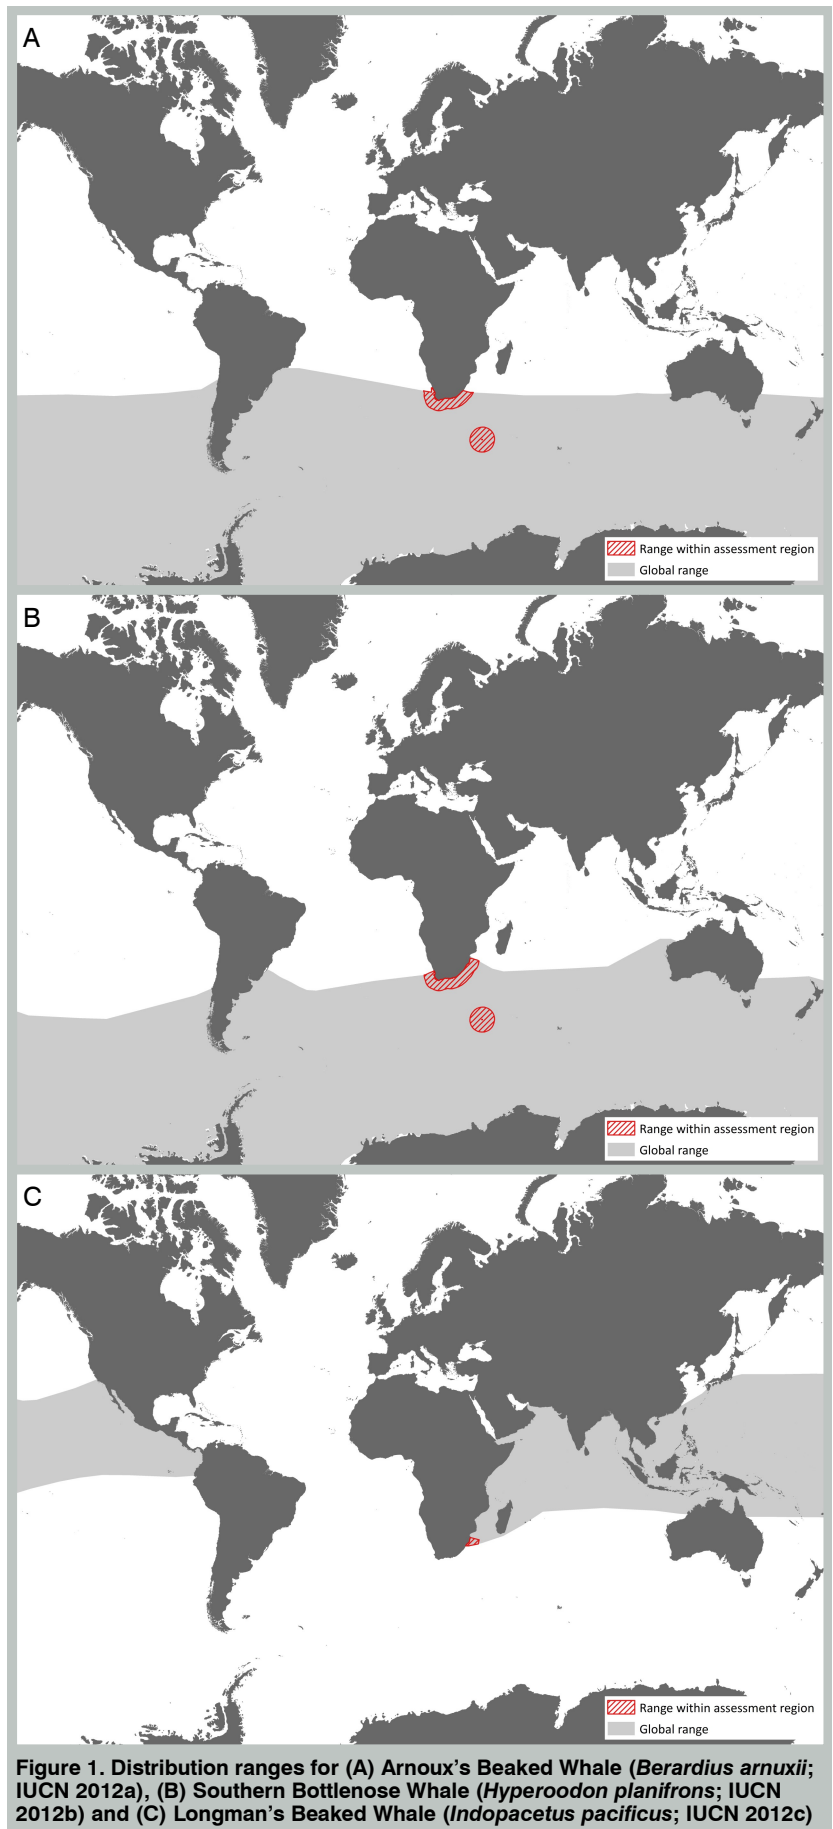 A
Range within assessment region
Global range
B
Range within assessment region
Global range
C
Range within assessment region
Global range
Figure 1. Distribution ranges for (A) Arnoux’s Beaked Whale (Berardius arnuxii;
IUCN 2012a), (B) Southern Bottlenose Whale (Hyperoodon planifrons; IUCN
2012b) and (C) Longman’s Beaked Whale (Indopacetus pacificus; IUCN 2012c)